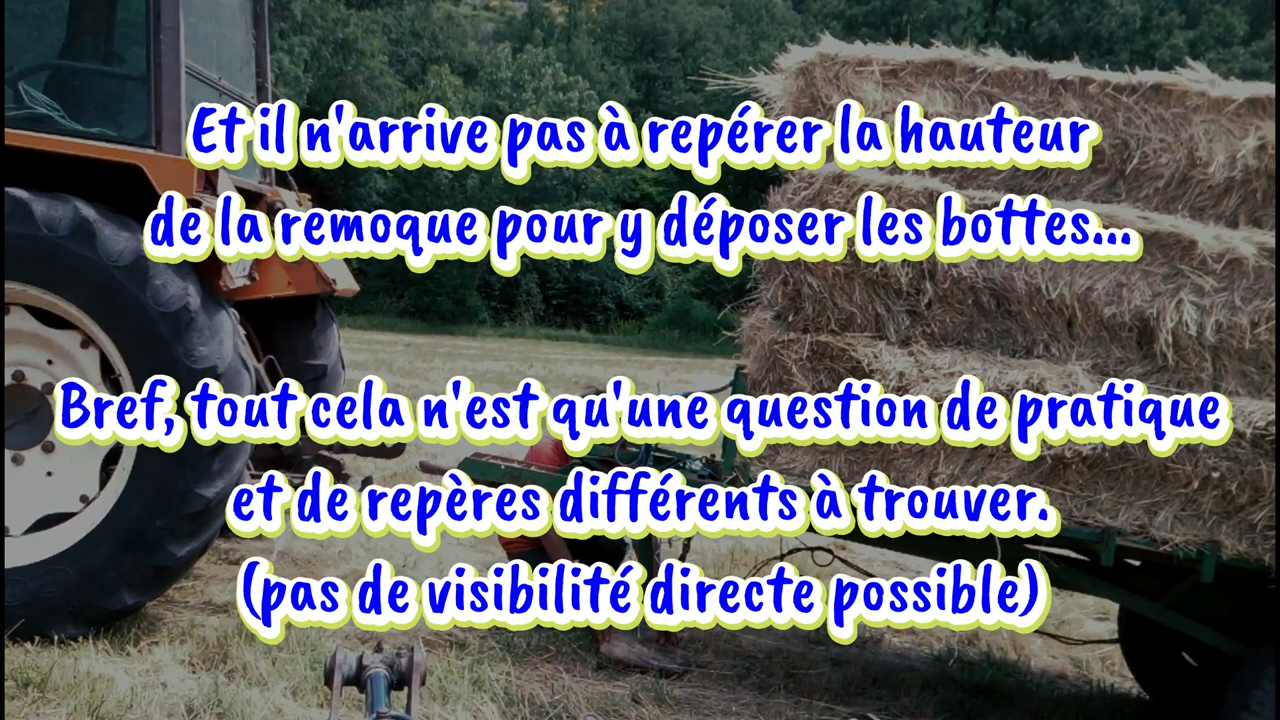 Et il n'arrive pas à repérer la hauteur
de la remoque pour y déposer les bottes...
Bref, tout cela n'est qu'une question de pratique
et de repères différents à trouver.
(pas de visibilité directe possible)